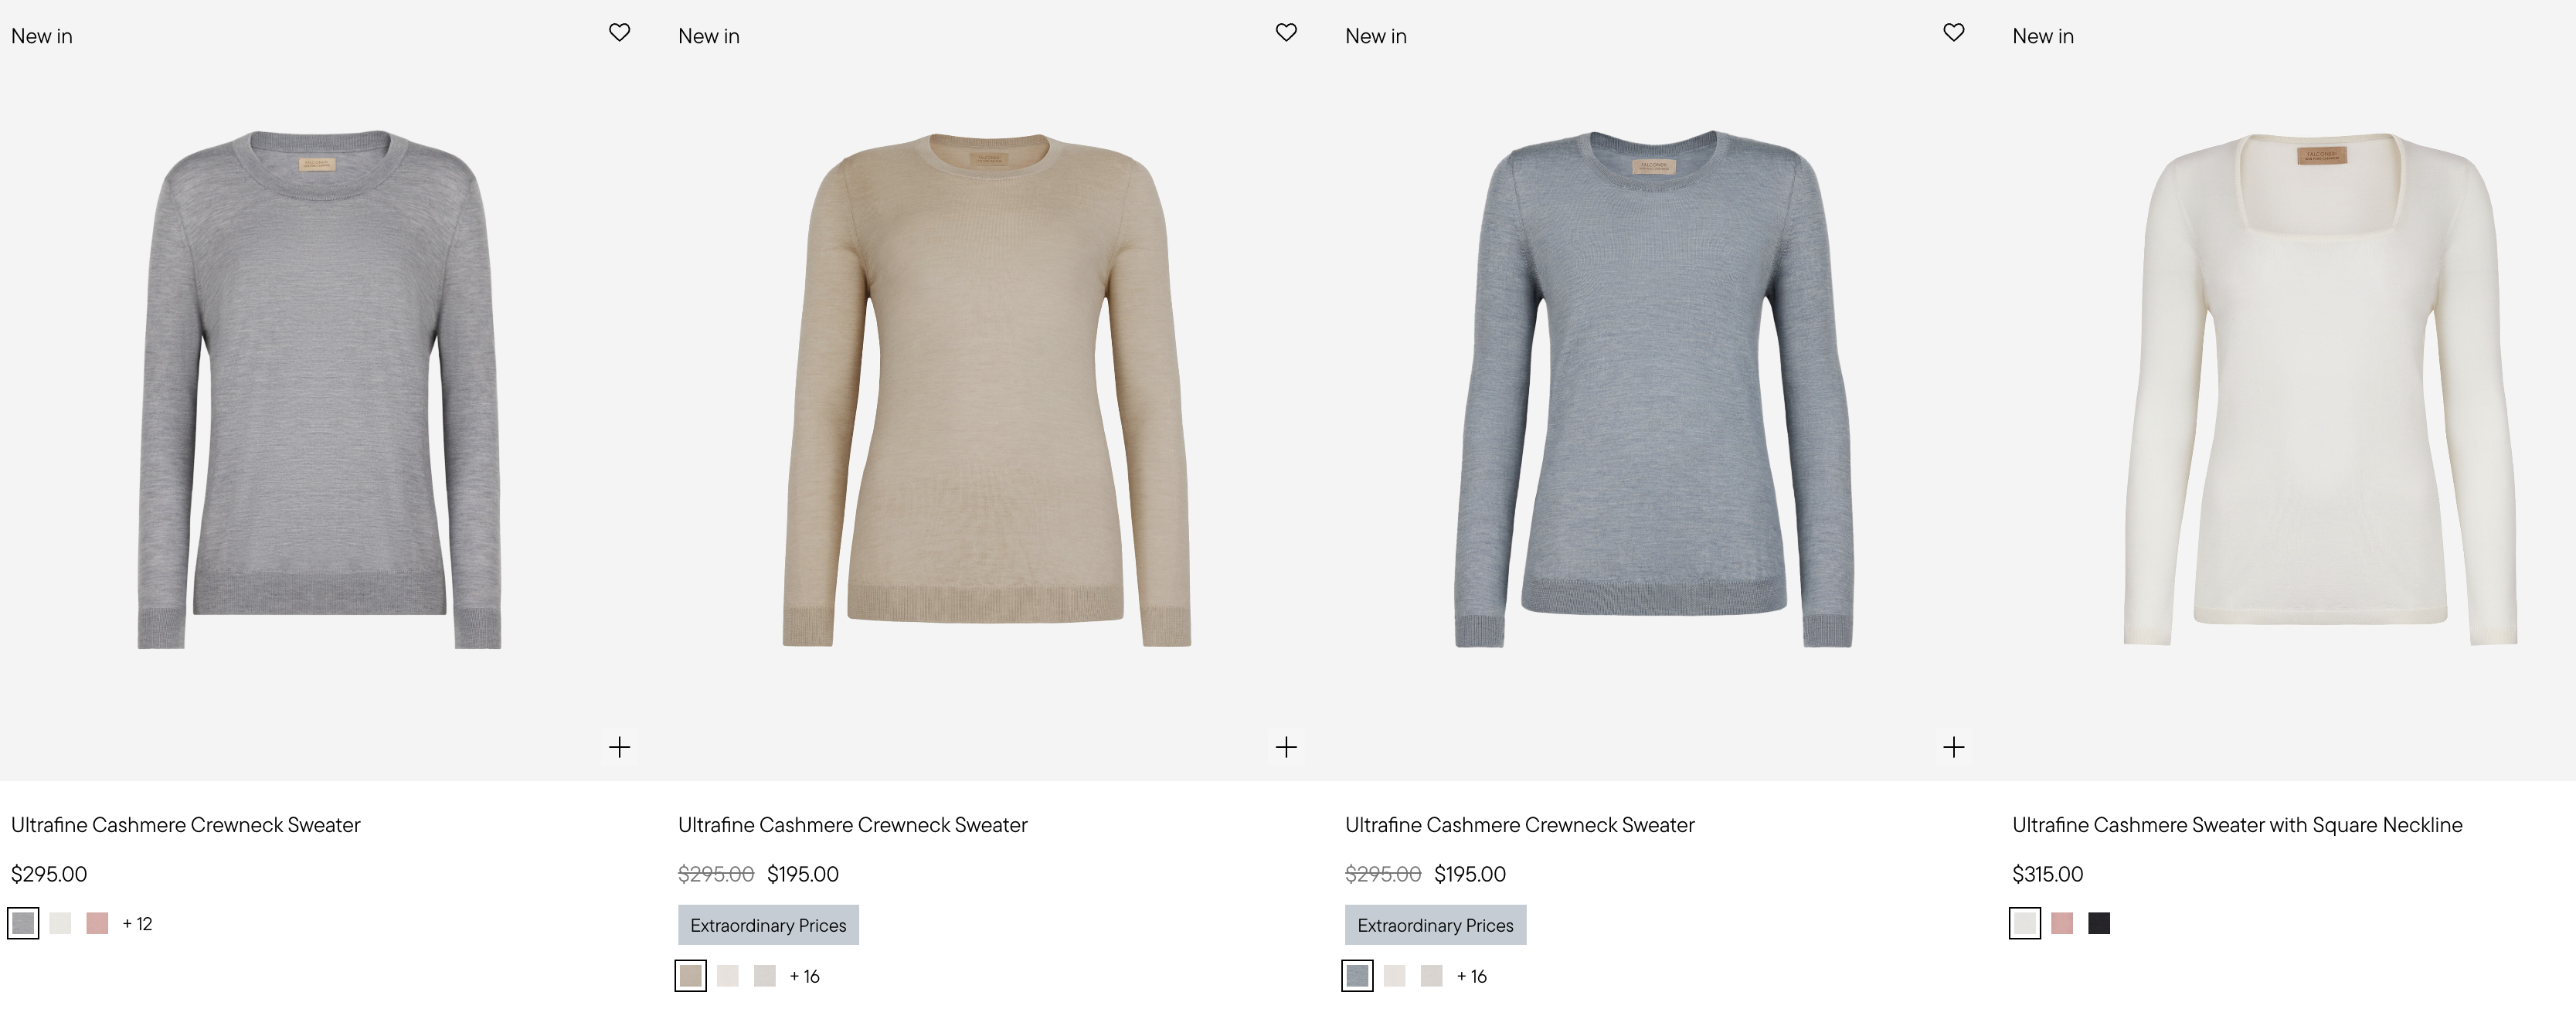 New in
New in
New in
New in
FALCONERI
FALCONERI
Ultrafine Cashmere Crewneck Sweater
Ultrafine Cashmere Crewneck Sweater
Ultrafine Cashmere Crewneck Sweater
Ultrafine Cashmere Sweater with Square Neckline
$295.00
$295.00 $195.00
$295.00 $195.00
$315.00
Extraordinary Prices
Extraordinary Prices
+ 12
+ 16
+ 16